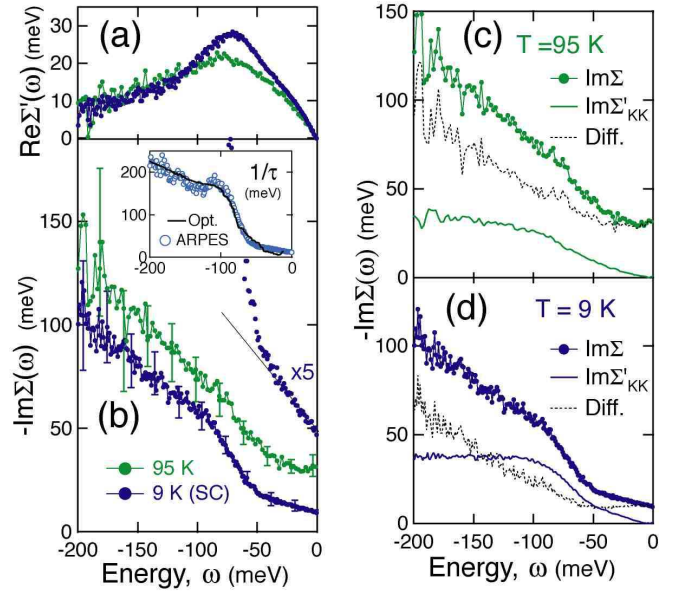 (a)
ReΣ'(ω) (meV)
40
30
20
10
0
(b)
-ImΣ(ω) (meV)
150
100
50
0
1/τ
(meV)
Opt.
ARPES
200
100
0
-200
-100
0
x5
95 K
9 K (SC)
-200
-150
-100
-50
0
Energy, ω (meV)
(c)
T = 95 K
ImΣ
ImΣ'KK
Diff.
150
100
50
0
-ImΣ(ω) (meV)
(d)
T = 9 K
ImΣ
ImΣ'KK
Diff.
100
50
0
-200
-150
-100
-50
0
Energy, ω (meV)